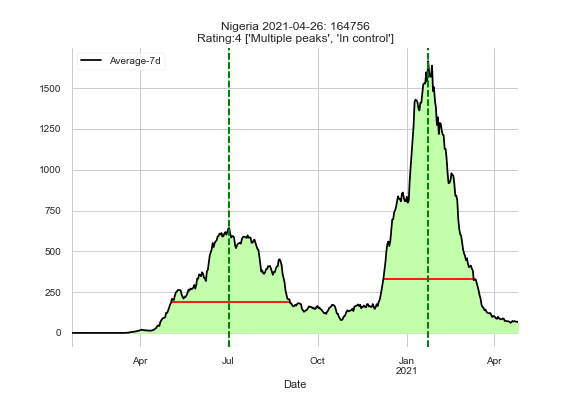 Nigeria 2021-04-26: 164756
Rating:4 ['Multiple peaks', 'In control']
Average-7d
1500
1250
1000
750
500
250
0
Apr
Jul
Oct
Jan
2021
Apr
Date